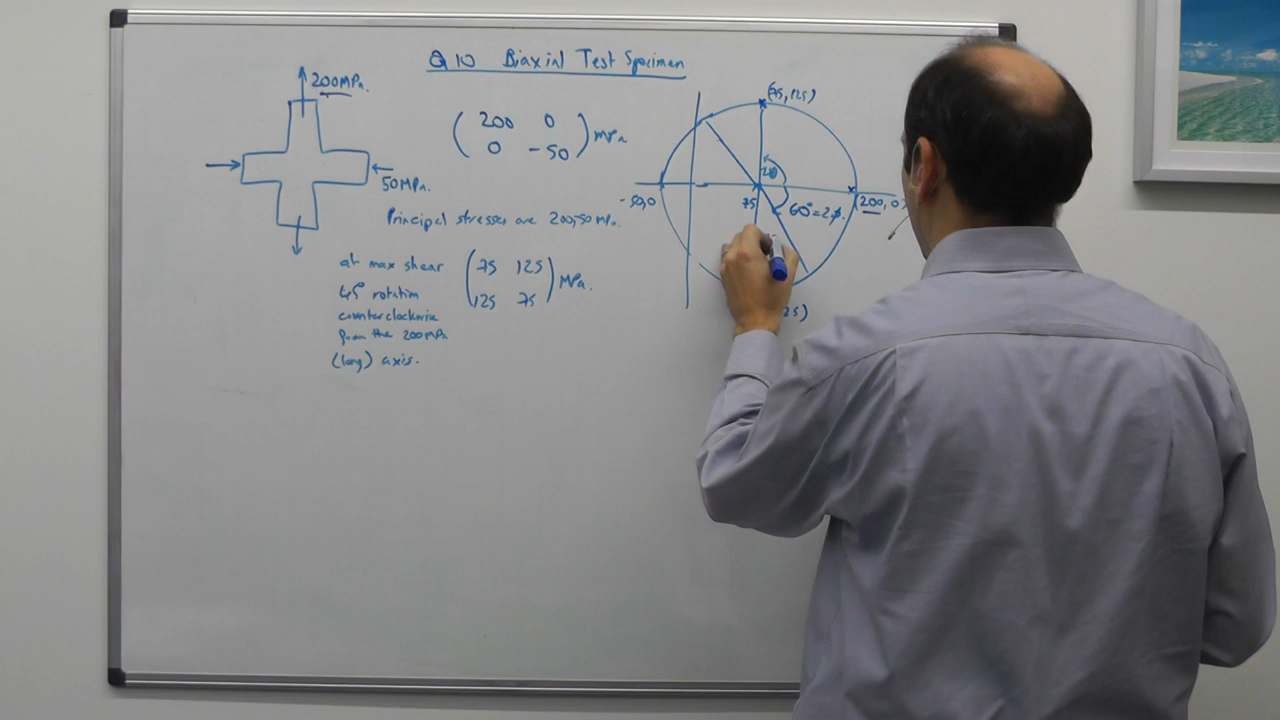 Q 10 Biaxial Test Specimen
200MPa.
50MPa.
200 0
0 -50
MPa
Principal stresses are 200,-50 MPa.
at max shear
45° rotation
counterclockwise
from the 200MPa
(long) axis.
75 125
125 75
MPa.
(75,125)
-50,0
75
60°=2φ.
(200,0)
25)